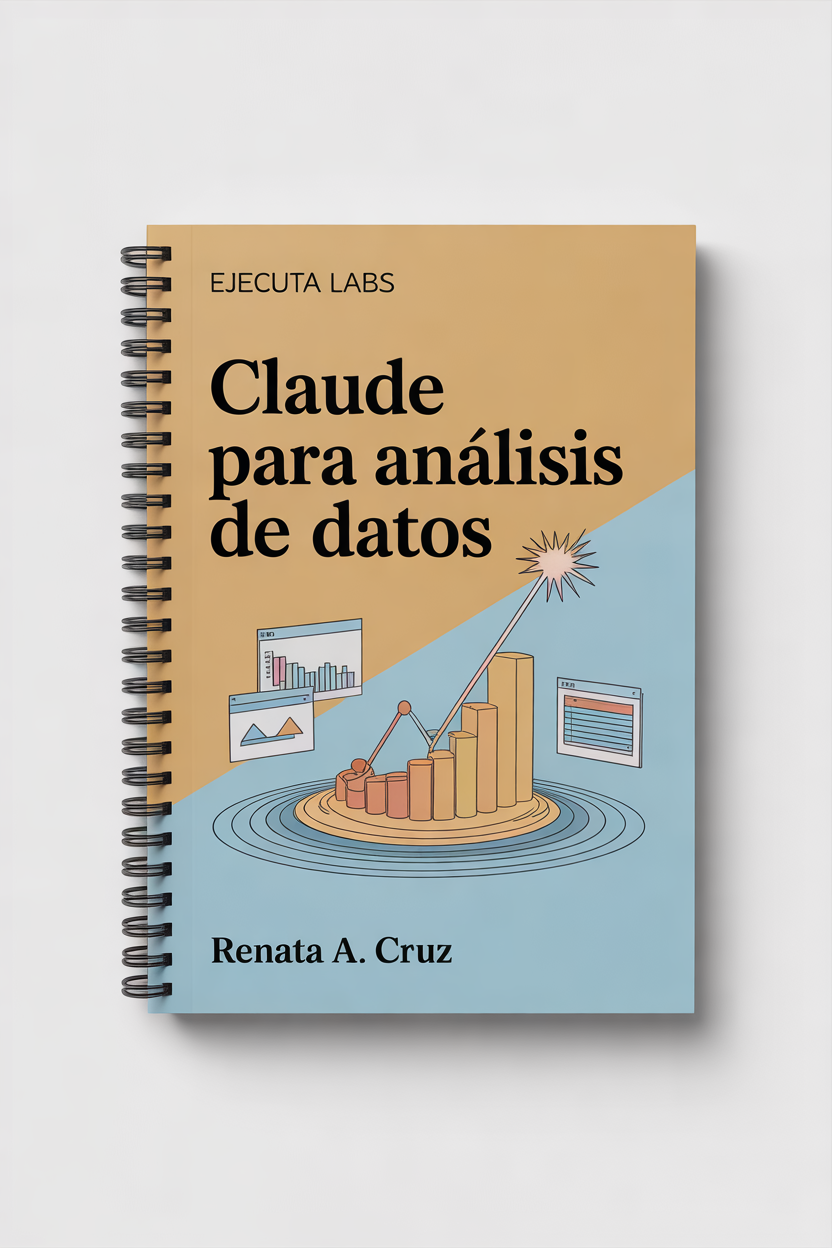 EJECUTA LABS
Claude
para análisis
de datos
Renata A. Cruz